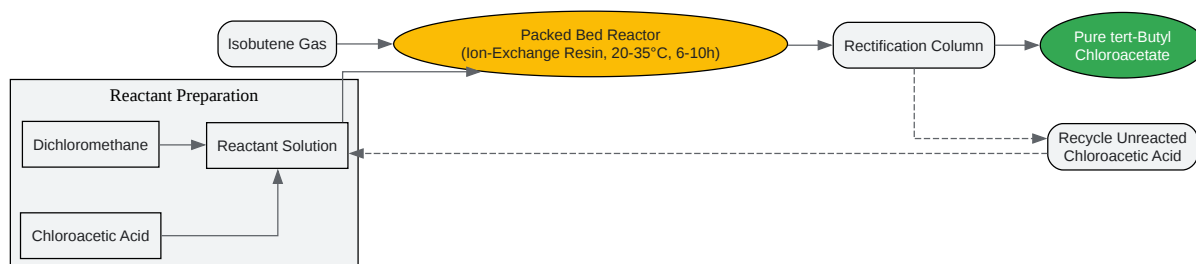 Isobutene Gas
Packed Bed Reactor
(Ion-Exchange Resin, 20-35°C, 6-10h)
Rectification Column
Pure tert-Butyl
Chloroacetate
Reactant Preparation
Dichloromethane
Reactant Solution
Recycle Unreacted
Chloroacetic Acid
Chloroacetic Acid